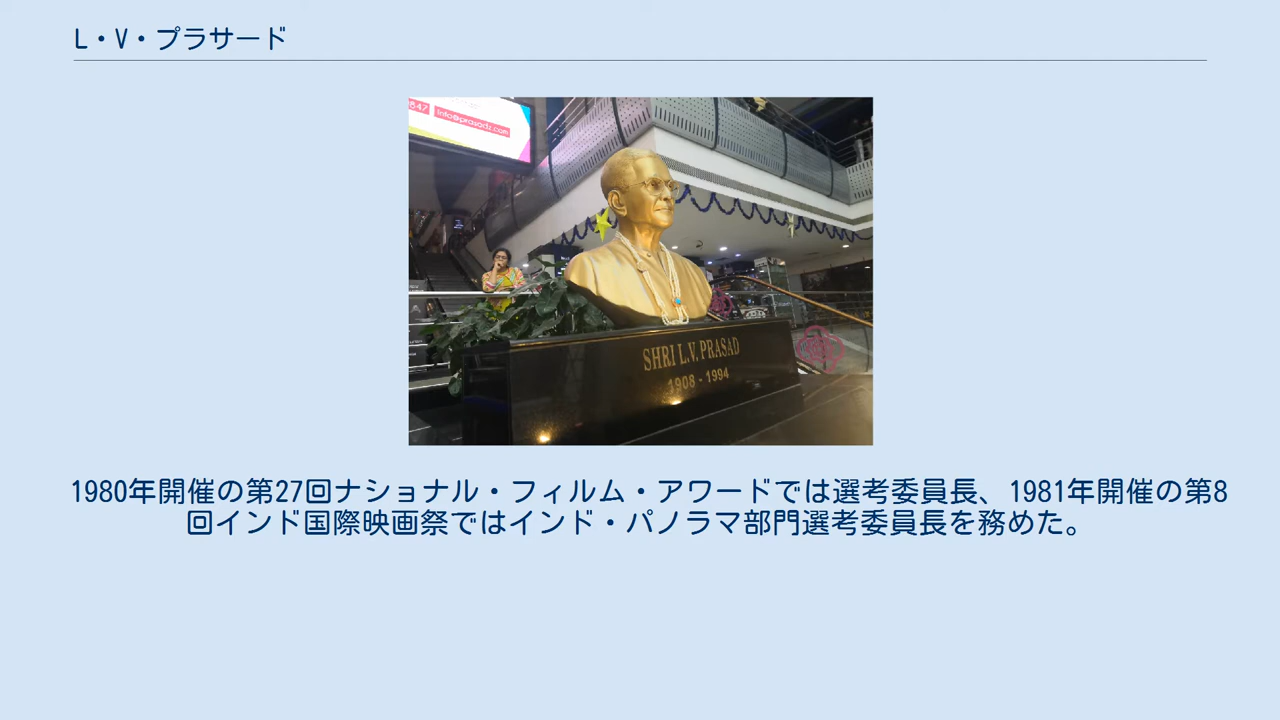 L・V・プラサード
info@prasadz.com
SHRI L.V. PRASAD
1908 - 1994
1980年開催の第27回ナショナル・フィルム・アワードでは選考委員長、1981年開催の第8
回インド国際映画祭ではインド・パノラマ部門選考委員長を務めた。